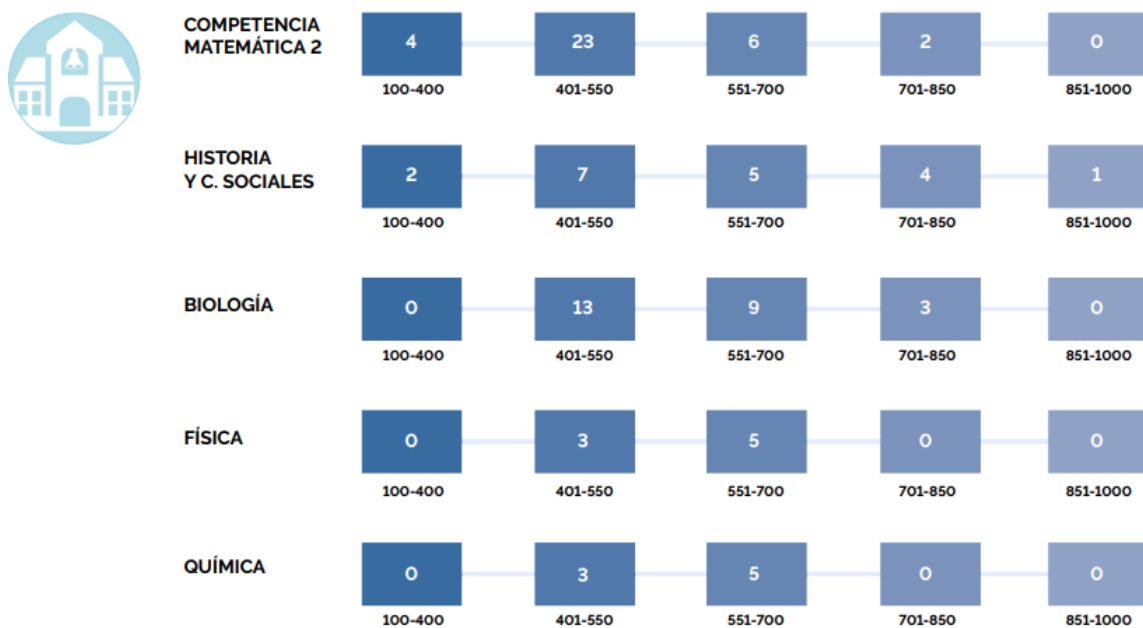 COMPETENCIA
MATEMÁTICA 2
4 23 6 2 0
100-400 401-550 551-700 701-850 851-1000
HISTORIA
Y C. SOCIALES
2 7 5 4 1
100-400 401-550 551-700 701-850 851-1000
BIOLOGÍA
0 13 9 3 0
100-400 401-550 551-700 701-850 851-1000
FÍSICA
0 3 5 0 0
100-400 401-550 551-700 701-850 851-1000
QUÍMICA
0 3 5 0 0
100-400 401-550 551-700 701-850 851-1000